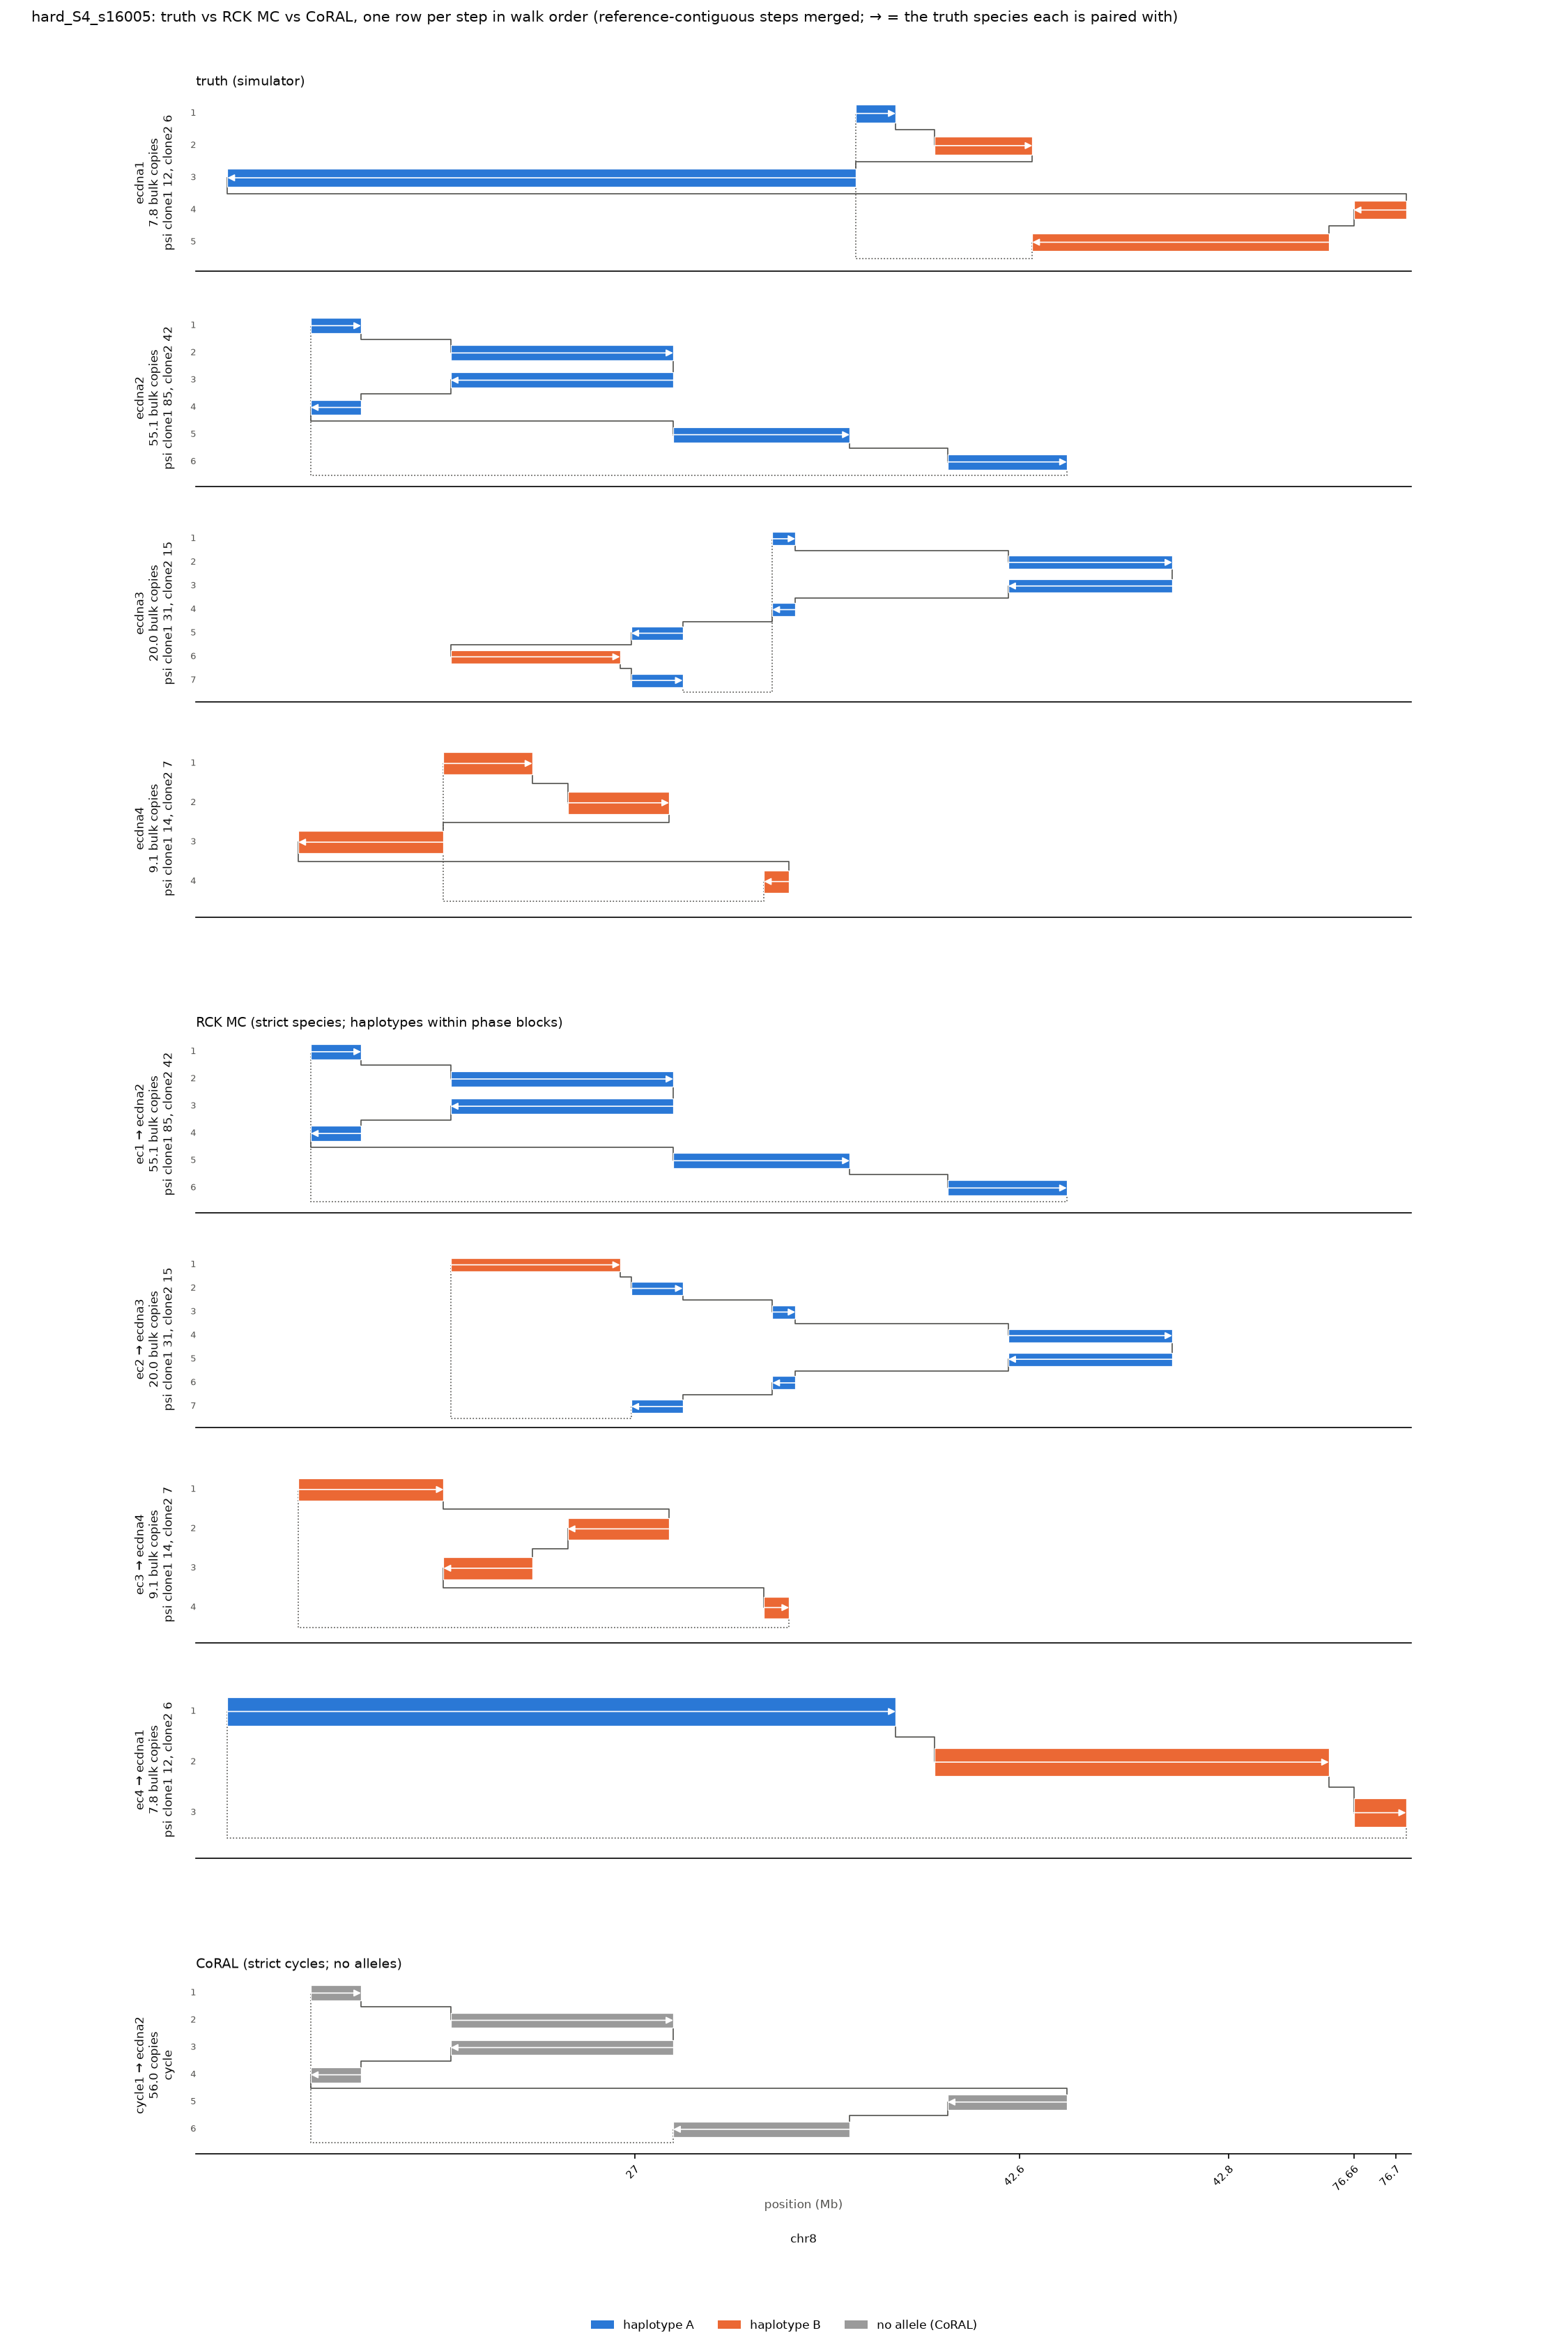 hard_S4_s16005: truth vs RCK MC vs CoRAL, one row per step in walk order (reference-contiguous steps merged; → = the truth species each is paired with)
truth (simulator)
ecdna1
7.8 bulk copies
psi clone1 12, clone2 6
1
2
3
4
5
ecdna2
55.1 bulk copies
psi clone1 85, clone2 42
1
2
3
4
5
6
ecdna3
20.0 bulk copies
psi clone1 31, clone2 15
1
2
3
4
5
6
7
ecdna4
9.1 bulk copies
psi clone1 14, clone2 7
1
2
3
4
RCK MC (strict species; haplotypes within phase blocks)
ec1 → ecdna2
55.1 bulk copies
psi clone1 85, clone2 42
1
2
3
4
5
6
ec2 → ecdna3
20.0 bulk copies
psi clone1 31, clone2 15
1
2
3
4
5
6
7
ec3 → ecdna4
9.1 bulk copies
psi clone1 14, clone2 7
1
2
3
4
ec4 → ecdna1
7.8 bulk copies
psi clone1 12, clone2 6
1
2
3
CoRAL (strict cycles; no alleles)
cycle1 → ecdna2
56.0 copies
cycle
1
2
3
4
5
6
27
42.6
42.8
76.66
76.7
position (Mb)
chr8
haplotype A
haplotype B
no allele (CoRAL)